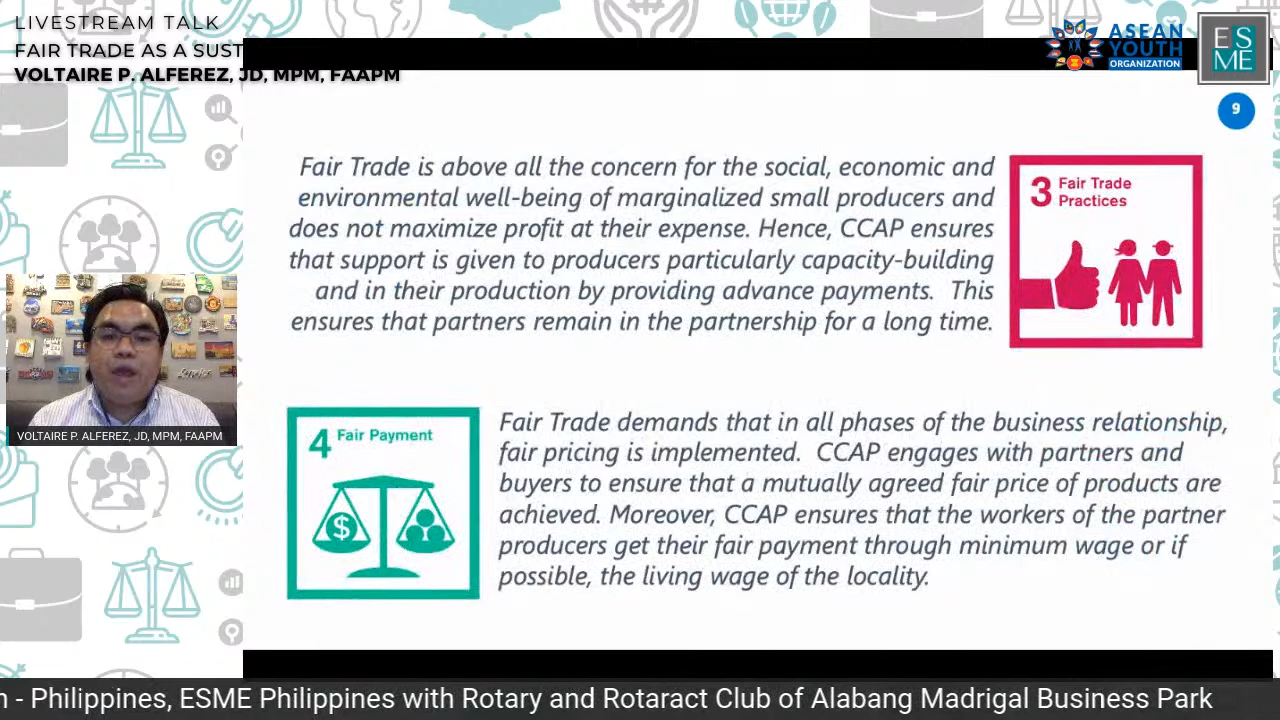 LIVESTREAM TALK
FAIR TRADE AS A SUST
VOLTAIRE P. ALFEREZ, JD, MPM, FAAPM
ASEAN
YOUTH
ORGANIZATION
ES
ME
9
Fair Trade is above all the concern for the social, economic and
environmental well-being of marginalized small producers and
does not maximize profit at their expense. Hence, CCAP ensures
that support is given to producers particularly capacity-building
and in their production by providing advance payments. This
ensures that partners remain in the partnership for a long time.
3 Fair Trade
Practices
VOLTAIRE P. ALFEREZ, JD, MPM, FAAPM
4 Fair Payment
$
Fair Trade demands that in all phases of the business relationship,
fair pricing is implemented. CCAP engages with partners and
buyers to ensure that a mutually agreed fair price of products are
achieved. Moreover, CCAP ensures that the workers of the partner
producers get their fair payment through minimum wage or if
possible, the living wage of the locality.
- Philippines, ESME Philippines with Rotary and Rotaract Club of Alabang Madrigal Business Park